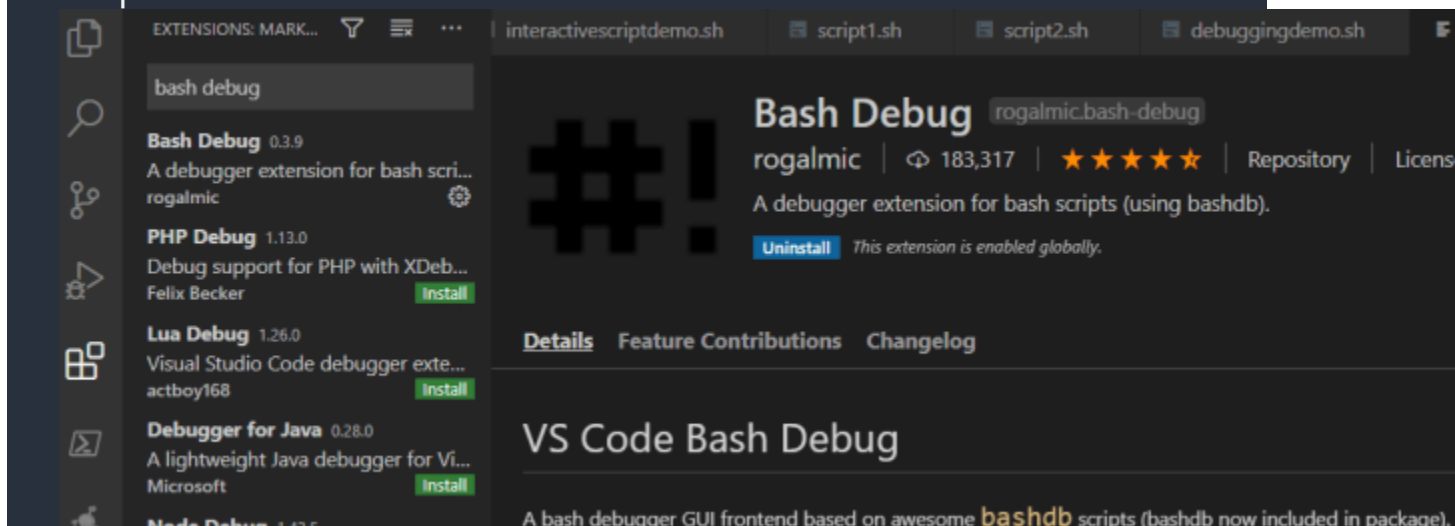 EXTENSIONS: MARK...
bash debug
Bash Debug 0.3.9
A debugger extension for bash scri...
rogalmic
PHP Debug 1.13.0
Debug support for PHP with XDeb...
Felix Becker Install
Lua Debug 1.26.0
Visual Studio Code debugger exte...
actboy168 Install
Debugger for Java 0.28.0
A lightweight Java debugger for Vi...
Microsoft Install
interactivescriptdemo.sh script1.sh script2.sh debuggingdemo.sh
#!
Bash Debug rogalmic.bash-debug
rogalmic 183,317 Repository License
Uninstall This extension is enabled globally.
A debugger extension for bash scripts (using bashdb).
Details Feature Contributions Changelog
VS Code Bash Debug
A bash debugger GUI frontend based on awesome bashdb scripts (bashdb now included in package).